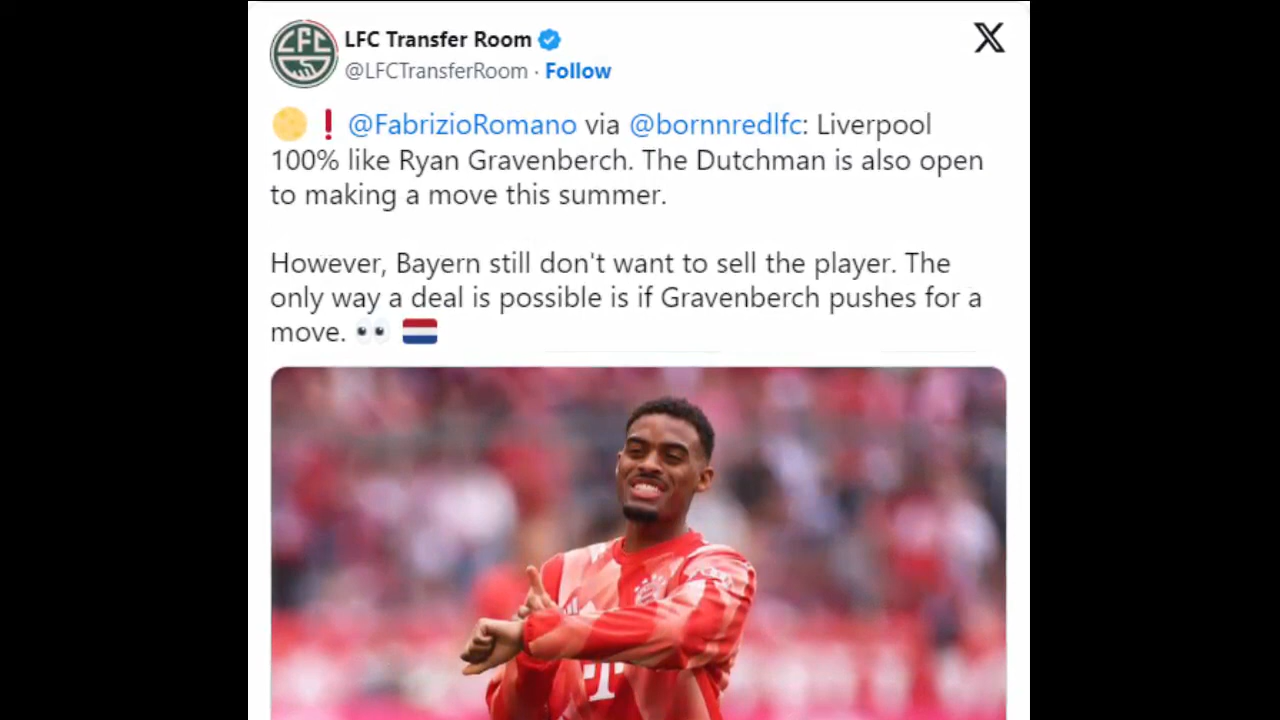 LFC Transfer Room
@LFCTransferRoom · Follow
🌕❗ @FabrizioRomano via @bornnredlfc: Liverpool
100% like Ryan Gravenberch. The Dutchman is also open
to making a move this summer.
However, Bayern still don't want to sell the player. The
only way a deal is possible is if Gravenberch pushes for a
move. 👀 🇳🇱
LFC
T